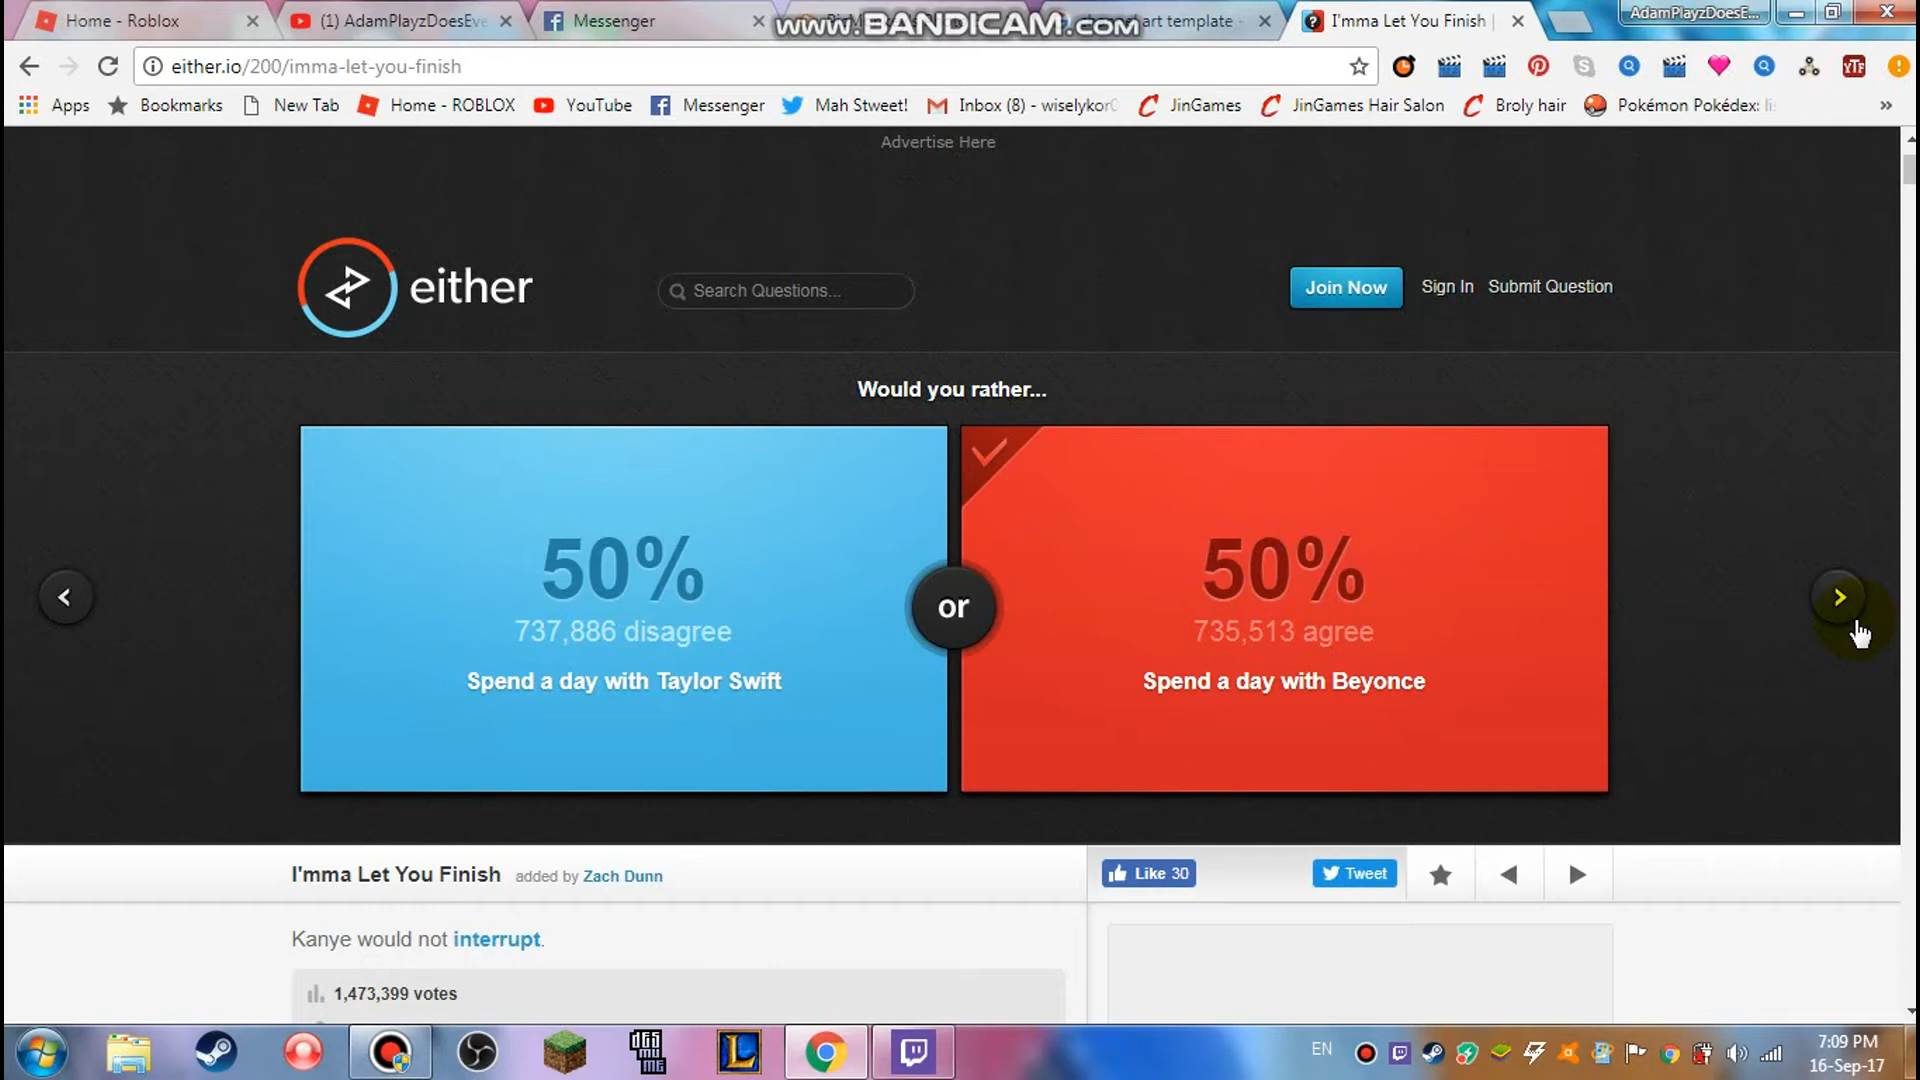 Home - Roblox
(1) AdamPlayzDoesEve
Messenger
art template -
I'mma Let You Finish
AdamPlayzDoesE...
www.BANDICAM.com
either.io/200/imma-let-you-finish
Apps
Bookmarks
New Tab
Home - ROBLOX
YouTube
Messenger
Mah Stweet!
Inbox (8) - wiselykor
JinGames
JinGames Hair Salon
Broly hair
Pokémon Pokédex: li
»
Advertise Here
either
Search Questions...
Join Now
Sign In
Submit Question
Would you rather...
50%
737,886 disagree
Spend a day with Taylor Swift
or
50%
735,513 agree
Spend a day with Beyonce
I'mma Let You Finish added by Zach Dunn
Like 30
Tweet
Kanye would not interrupt.
1,473,399 votes
DES
MU
ME
L
EN
7:09 PM
16-Sep-17